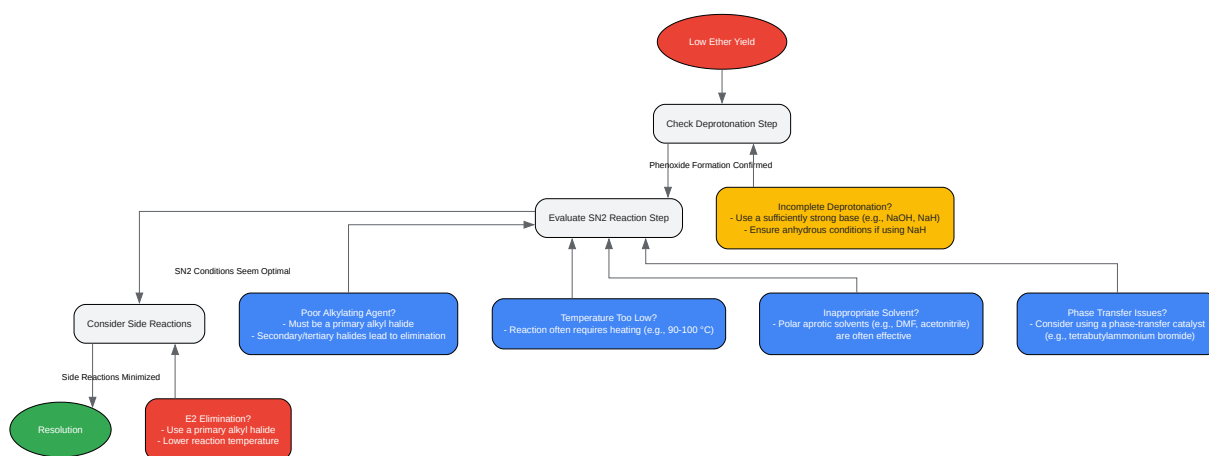 Low Ether Yield
Check Deprotonation Step
Phenoxide Formation Confirmed
Incomplete Deprotonation?
- Use a sufficiently strong base (e.g., NaOH, NaH)
- Ensure anhydrous conditions if using NaH
Evaluate SN2 Reaction Step
SN2 Conditions Seem Optimal
Poor Alkylating Agent?
- Must be a primary alkyl halide
- Secondary/tertiary halides lead to elimination
Temperature Too Low?
- Reaction often requires heating (e.g., 90-100 °C)
Inappropriate Solvent?
- Polar aprotic solvents (e.g., DMF, acetonitrile)
are often effective
Phase Transfer Issues?
- Consider using a phase-transfer catalyst
(e.g., tetrabutylammonium bromide)
Consider Side Reactions
Side Reactions Minimized
E2 Elimination?
- Use a primary alkyl halide
- Lower reaction temperature
Resolution